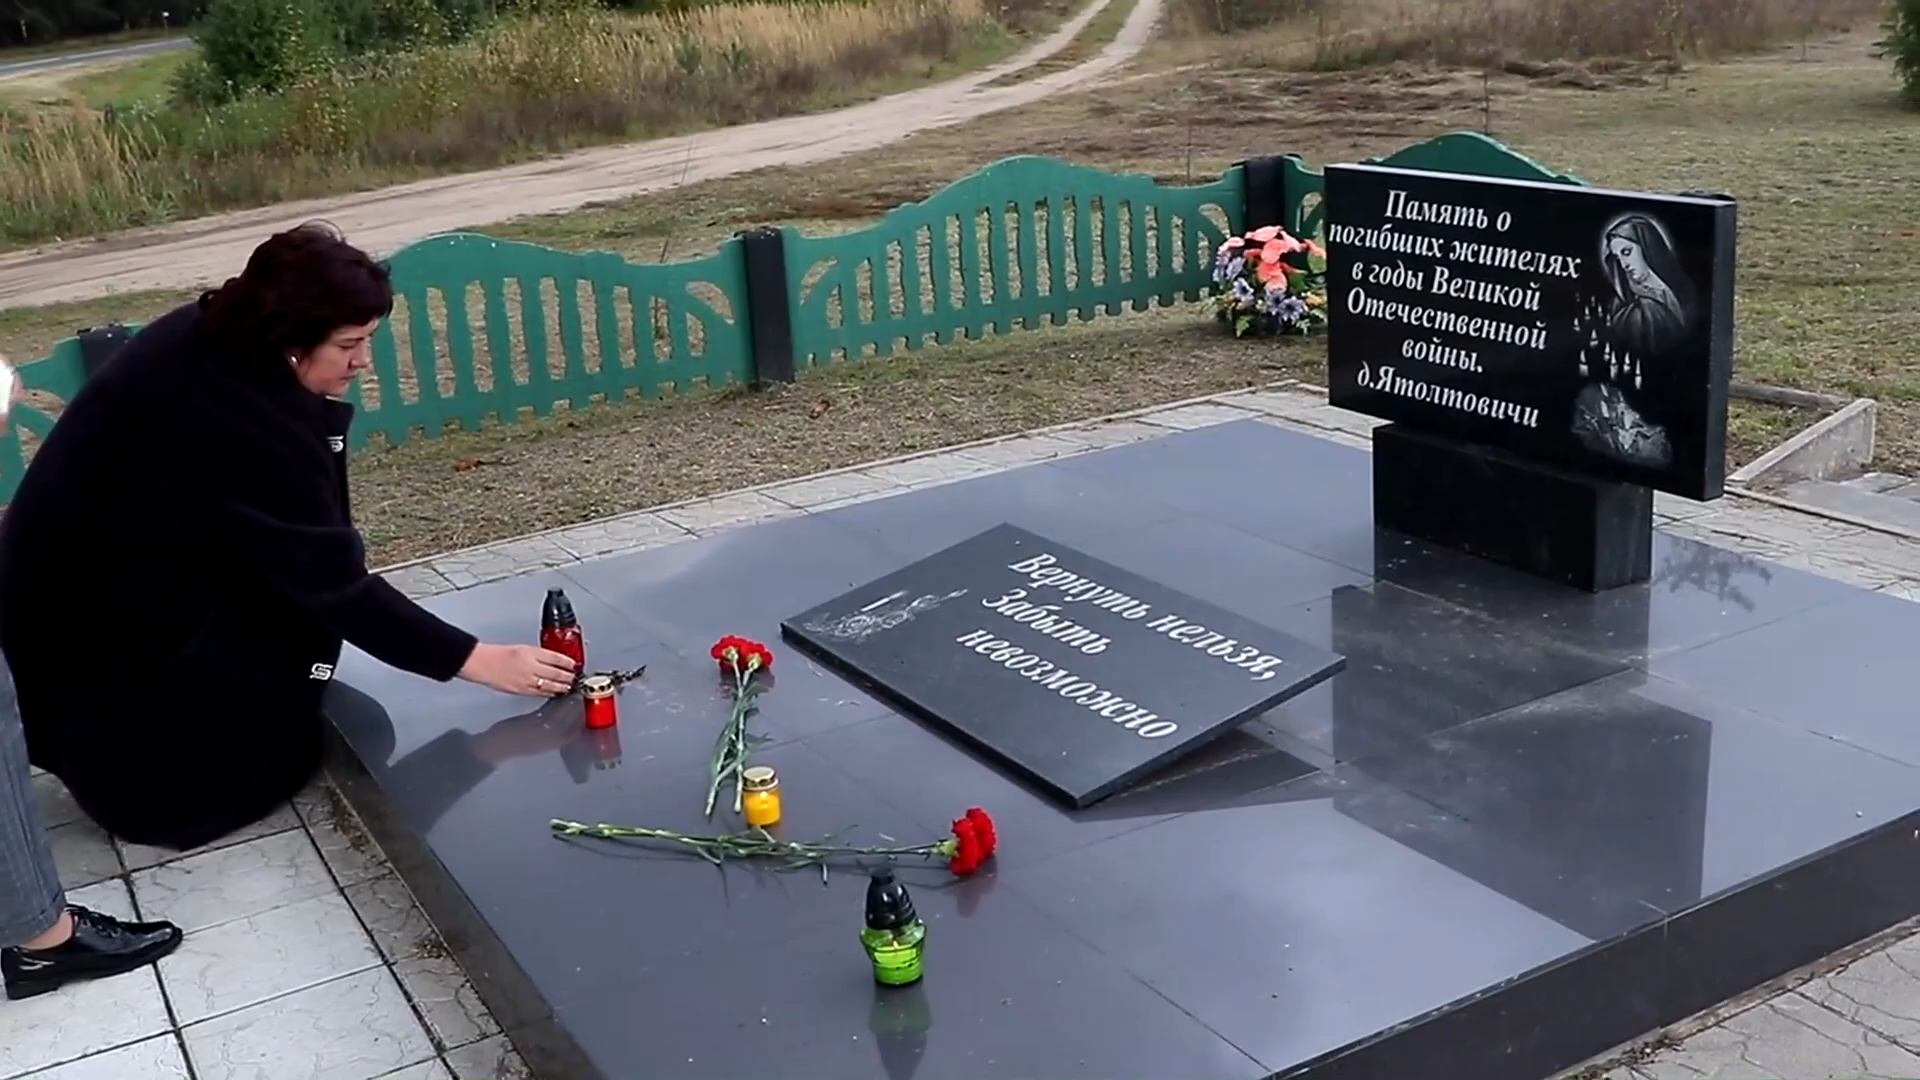 Память о
погибших жителях
в годы Великой
Отечественной
войны.
д.Ятолтовичи
Вернуть нельзя,
Забыть
невозможно